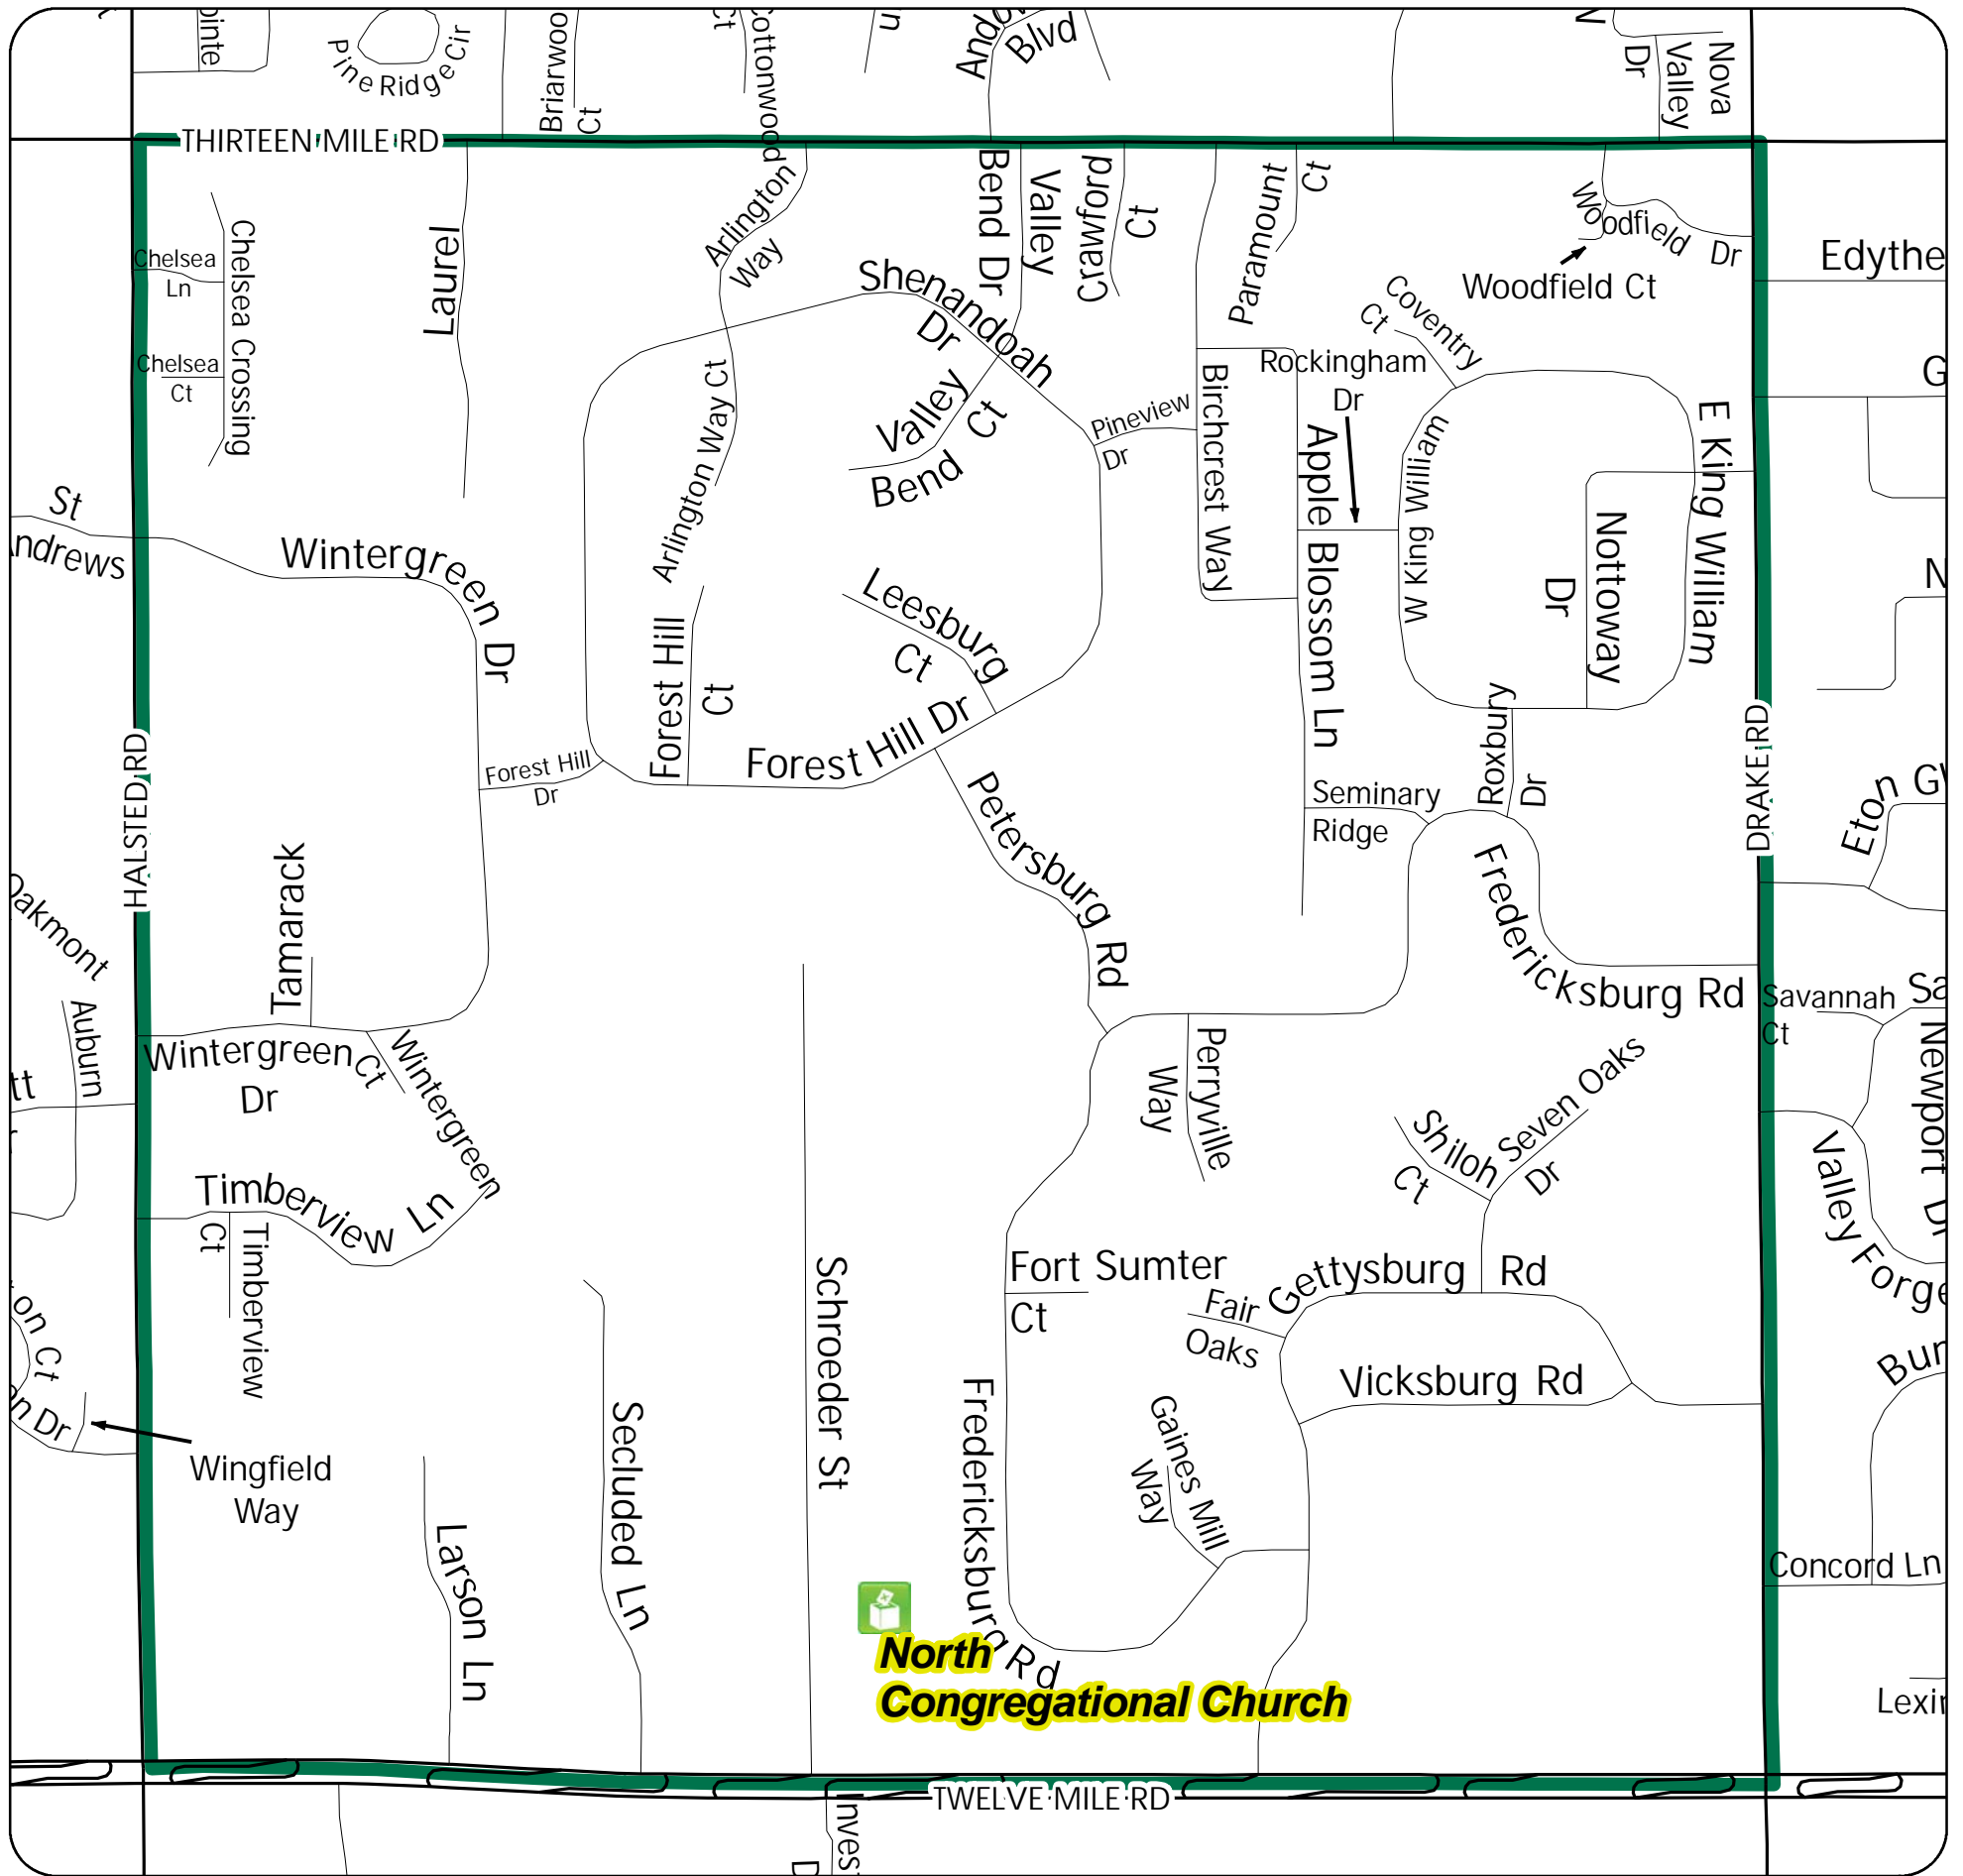 Pine Ridge Cir
Ct
Ct
Cottonwood
Blvd
Dr
Valley
Nova
THIRTEEN MILE RD
Chelsea
Ln
Chelsea Crossing
Chelsea
Ct
Laurel
Arlington
Way
Arlington Way Ct
Shenandoah
Dr
Bend Dr
Valley
Crawford
Ct
Paramount
Ct
Woodfield Dr
Woodfield Ct
Edythe
Coventry
Ct
Rockingham
Dr
Valley
Ct
Bend
Pineview
Dr
Birchcrest Way
Apple Blossom Ln
W King William
E King William
Nottoway
Dr
St
Wintergreen Dr
Leesburg
Ct
Forest Hill
Ct
Forest Hill Dr
Forest Hill
Dr
HALSTED RD
DRAKE RD
Petersburg Rd
Seminary
Ridge
Roxbury
Dr
Fredericksburg Rd
Eton
Tamarack
Oakmont
Auburn
Wintergreen
Dr
Ct
Wintergreen
Savannah
Ct
Newport
Perryville
Way
Shiloh
Ct
Seven Oaks
Dr
Valley Forge
Timberview Ln
Ct
Timberview
Fort Sumter
Ct
Gettysburg Rd
Fair
Oaks
Vicksburg Rd
Schroeder St
Secluded Ln
Fredericksburg Rd
Gaines Mill
Way
Ct
Dr
Wingfield
Way
Larson Ln
Concord Ln
North
Congregational Church
TWELVE MILE RD